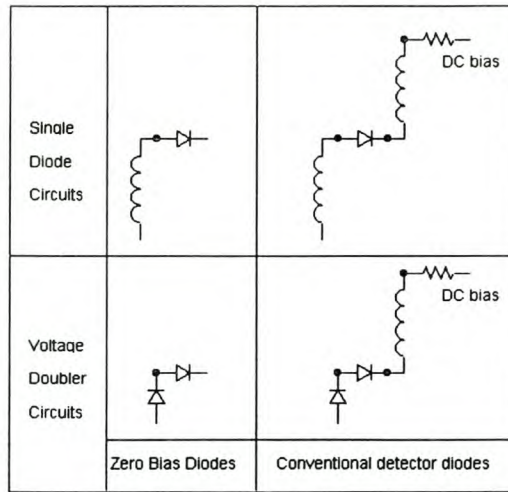 DC bias
Single
Diode
Circuits
DC bias
Voltage
Doubler
Circuits
Zero Bias Diodes
Conventional detector diodes